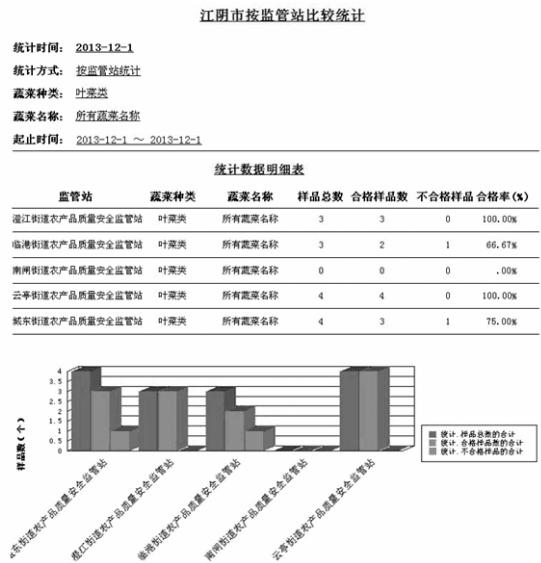 江阴市按监管站比较统计
统计时间: 2013-12-1
统计方式: 按监管站统计
蔬菜种类: 叶菜类
蔬菜名称: 所有蔬菜名称
起止时间: 2013-12-1 ~ 2013-12-1
统计数据明细表
监管站 蔬菜种类 蔬菜名称 样品总数 合格样品数 不合格样品 合格率(%)
澄江街道农产品质量安全监管站 叶菜类 所有蔬菜名称 3 3 0 100.00%
临港街道农产品质量安全监管站 叶菜类 所有蔬菜名称 3 2 1 66.67%
南闸街道农产品质量安全监管站 叶菜类 所有蔬菜名称 0 0 0 .00%
云亭街道农产品质量安全监管站 叶菜类 所有蔬菜名称 4 4 0 100.00%
城东街道农产品质量安全监管站 叶菜类 所有蔬菜名称 4 3 1 75.00%
样品数(个)
4
3.5
3
2.5
2
1.5
1
0.5
0
东街道农产品质量安全监管站
澄江街道农产品质量安全监管站
临港街道农产品质量安全监管站
南闸街道农产品质量安全监管站
云亭街道农产品质量安全监管站
统计.样品总数的合计
统计.合格样品数的合计
统计.不合格样品的合计